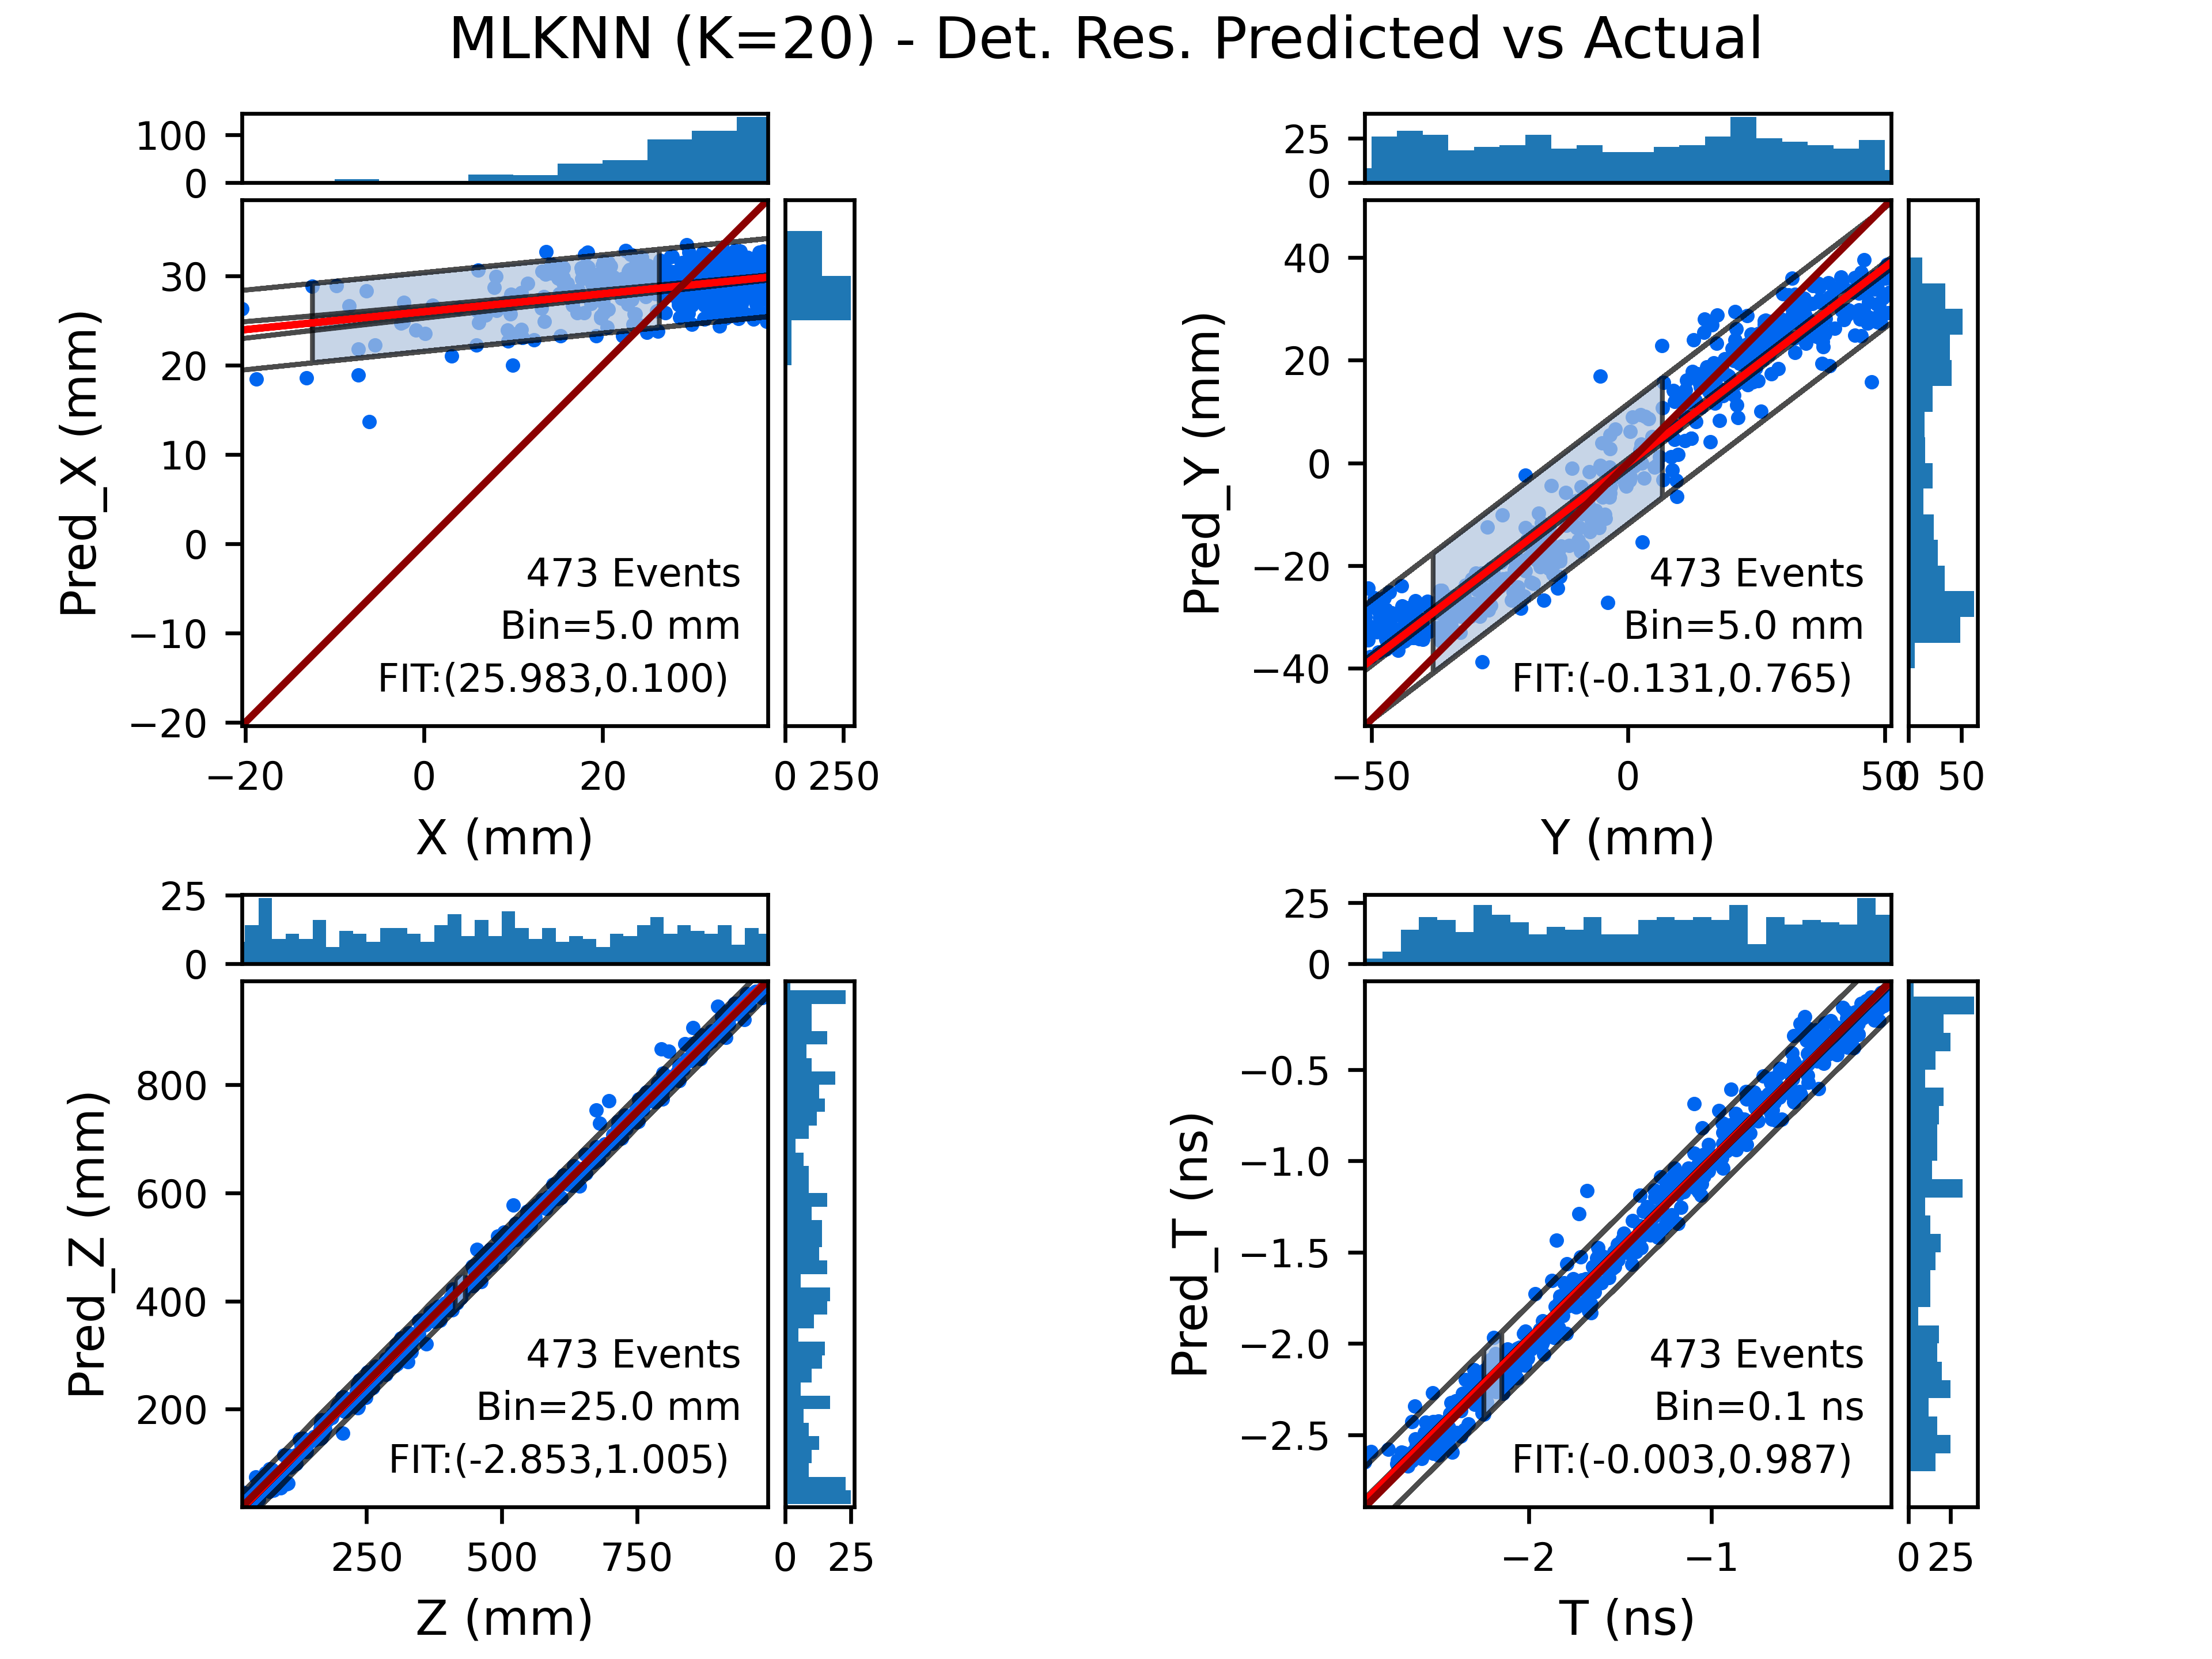 MLKNN (K=20) - Det. Res. Predicted vs Actual
100
0
30
20
10
0
−10
−20
Pred_X (mm)
473 Events
Bin=5.0 mm
FIT:(25.983,0.100)
−20
0
20
0
250
X (mm)
25
0
40
20
0
−20
−40
Pred_Y (mm)
473 Events
Bin=5.0 mm
FIT:(-0.131,0.765)
−50
0
50
0
50
Y (mm)
25
0
800
600
400
200
Pred_Z (mm)
473 Events
Bin=25.0 mm
FIT:(-2.853,1.005)
250
500
750
0
25
Z (mm)
25
0
−0.5
−1.0
−1.5
−2.0
−2.5
Pred_T (ns)
473 Events
Bin=0.1 ns
FIT:(-0.003,0.987)
−2
−1
0
25
T (ns)